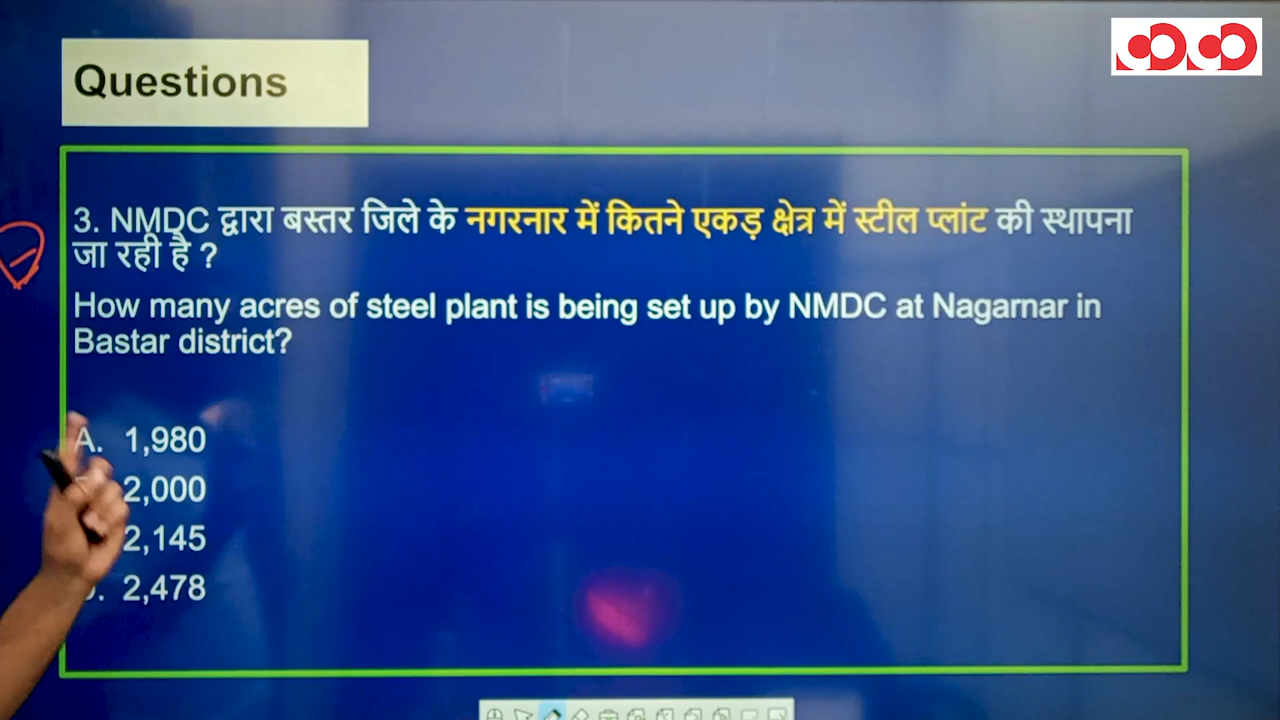 Questions
3. NMDC द्वारा बस्तर जिले के नगरनार में कितने एकड़ क्षेत्र में स्टील प्लांट की स्थापना
जा रही है ?
How many acres of steel plant is being set up by NMDC at Nagarnar in
Bastar district?
A. 1,980
2,000
2,145
2,478